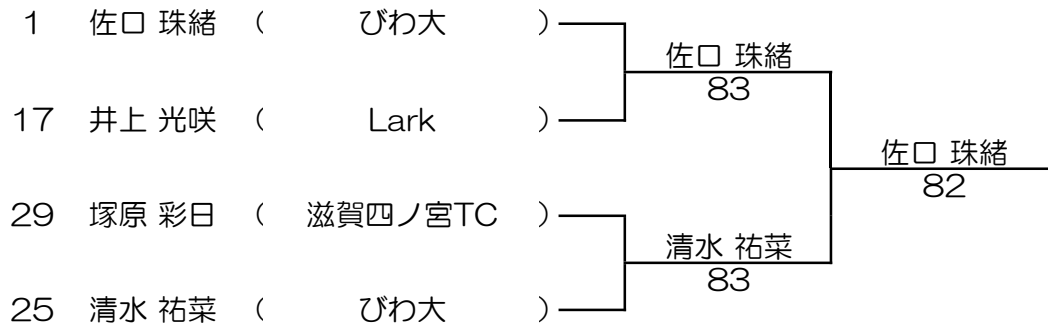 1 佐口 珠緒 ( びわ大 )
佐口 珠緒
83
17 井上 光咲 ( Lark )
佐口 珠緒
82
29 塚原 彩日 ( 滋賀四ノ宮TC )
清水 祐菜
83
25 清水 祐菜 ( びわ大 )